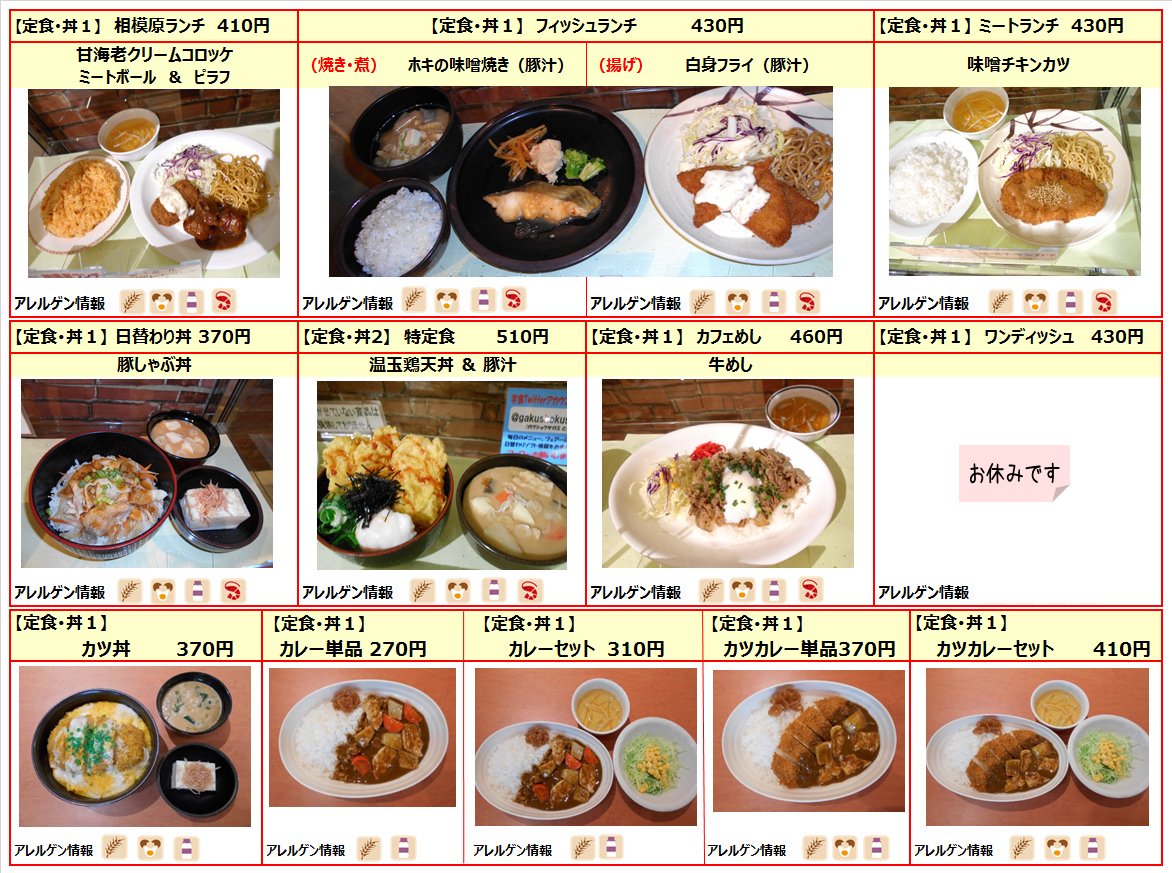 【定食・丼１】 相模原ランチ 410円
甘海老クリームコロッケ
ミートボール ＆ ピラフ
アレルゲン情報
【定食・丼１】 フィッシュランチ 430円
(焼き・煮) ホキの味噌焼き（豚汁）
(揚げ) 白身フライ（豚汁）
アレルゲン情報
アレルゲン情報
【定食・丼１】 ミートランチ 430円
味噌チキンカツ
アレルゲン情報
【定食・丼１】 日替わり丼 370円
豚しゃぶ丼
アレルゲン情報
【定食・丼２】 特定食 510円
温玉鶏天丼 ＆ 豚汁
アレルゲン情報
【定食・丼１】 カフェめし 460円
牛めし
アレルゲン情報
【定食・丼１】 ワンディッシュ 430円
お休みです
アレルゲン情報
【定食・丼１】
カツ丼 370円
アレルゲン情報
【定食・丼１】
カレー単品 270円
アレルゲン情報
【定食・丼１】
カレーセット 310円
アレルゲン情報
【定食・丼１】
カツカレー単品370円
アレルゲン情報
【定食・丼１】
カツカレーセット 410円
アレルゲン情報